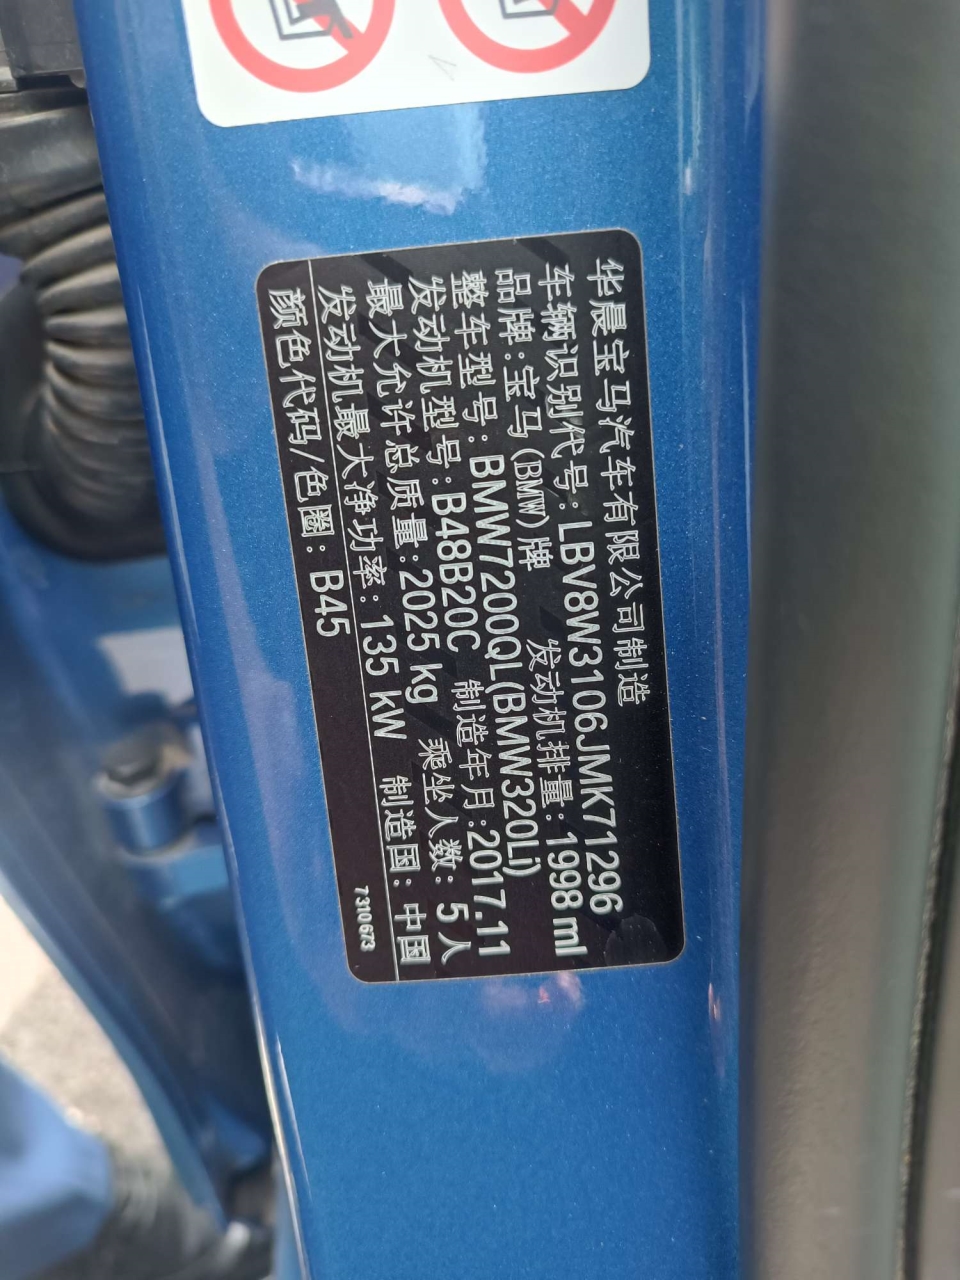 华晨宝马汽车有限公司制造
车辆识别代号:LBV8W3106JMK71296
品牌:宝马(BMW)牌 发动机排量:1998 ml
整车型号:BMW7200QL(BMW320Li)
发动机型号:B48B20C 制造年月:2017.11
最大允许总质量:2025 kg 乘坐人数:5人
发动机最大净功率:135 kW 制造国:中国
颜色代码/色圈:B45
7310673